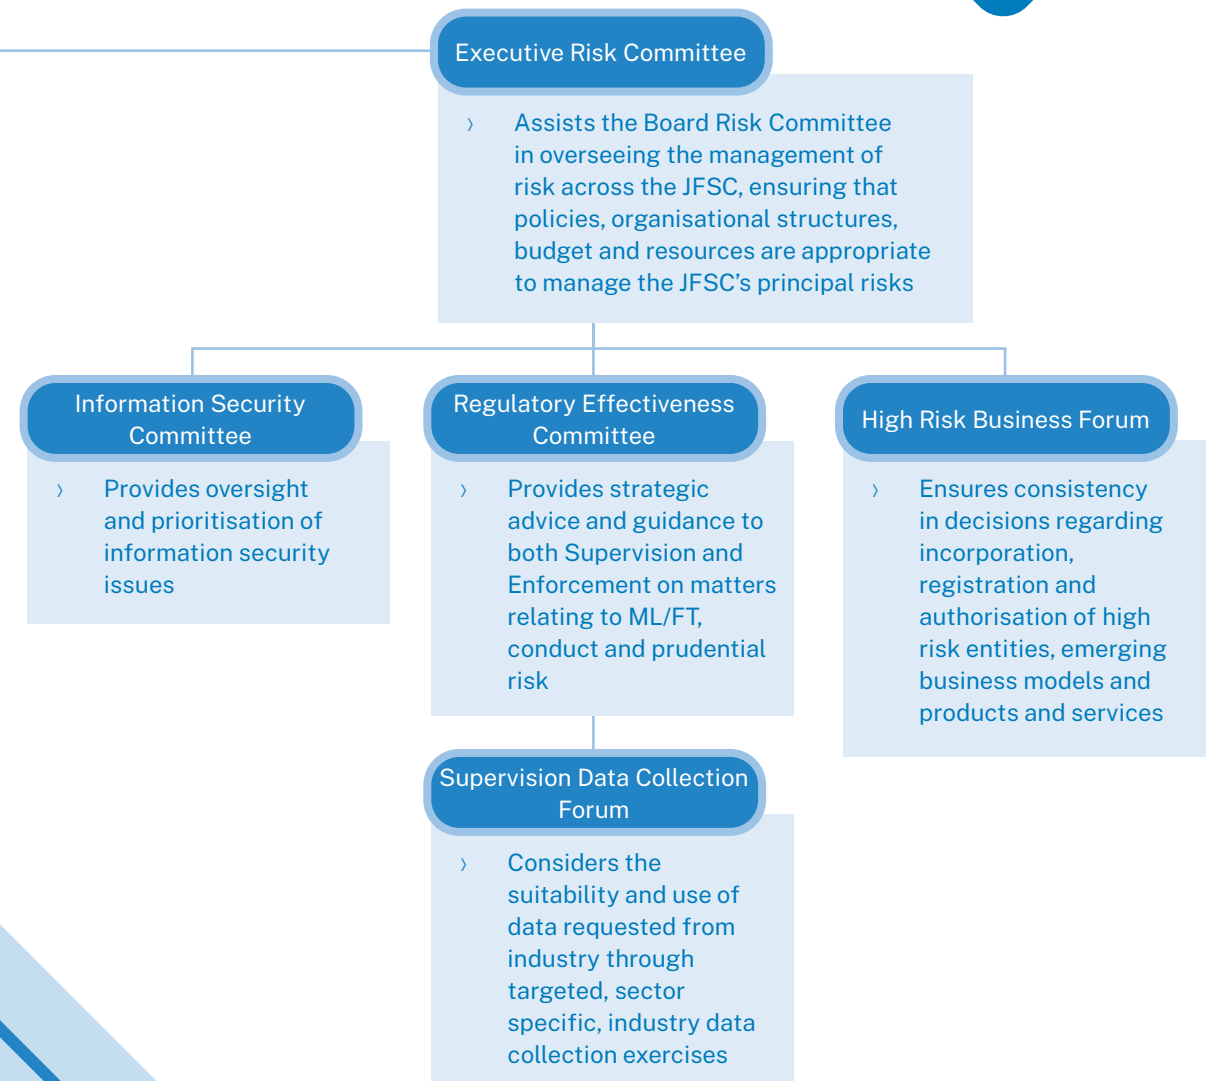 Executive Risk Committee
› Assists the Board Risk Committee
in overseeing the management of
risk across the JFSC, ensuring that
policies, organisational structures,
budget and resources are appropriate
to manage the JFSC’s principal risks
Information Security
Committee
› Provides oversight
and prioritisation of
information security
issues
Regulatory Effectiveness
Committee
› Provides strategic
advice and guidance to
both Supervision and
Enforcement on matters
relating to ML/FT,
conduct and prudential
risk
High Risk Business Forum
› Ensures consistency
in decisions regarding
incorporation,
registration and
authorisation of high
risk entities, emerging
business models and
products and services
Supervision Data Collection
Forum
› Considers the
suitability and use of
data requested from
industry through
targeted, sector
specific, industry data
collection exercises